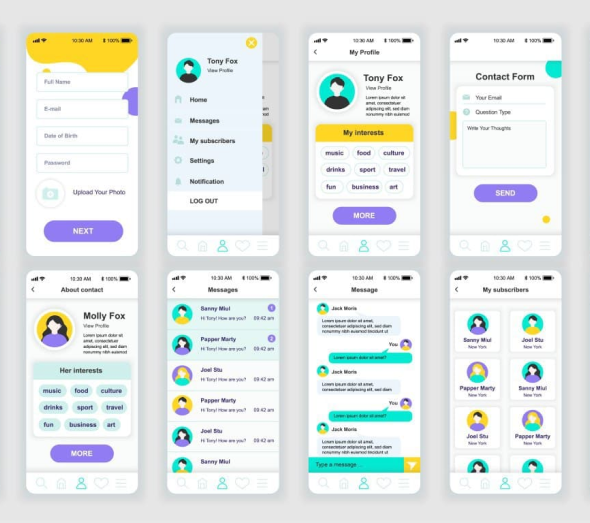 10:30 AM
100%
Full Name
E-mail
Date of Birth
Password
Upload Your Photo
NEXT
Tony Fox
View Profile
Home
Messages
My subscribers
Settings
Notification
LOG OUT
10:30 AM
100%
My Profile
Tony Fox
View Profile
Lorem ipsum dolor sit
amet, consectetuer
adipiscing elit, sed diam
nonummy nibh euismod
My interests
music food culture
drinks sport travel
fun business art
MORE
10:30 AM
100%
Contact Form
Your Email
Question Type
Write Your Thoughts
SEND
10:30 AM
100%
About contact
Molly Fox
View Profile
Lorem ipsum dolor sit
amet, consectetuer
adipiscing elit, sed diam
nonummy nibh euismod
Her interests
music food culture
drinks sport travel
fun business art
MORE
10:30 AM
100%
Messages
Sanny Miul
1
Hi Tony! How are you? 09:42 am
Papper Marty
2
Hi Tony! How are you? 09:42 am
Joel Stu
Hi Tony! How are you? 09:42 am
Papper Marty
Hi Tony! How are you? 09:42 am
Joel Stu
Hi Tony! How are you? 09:42 am
Sanny Miul
10:30 AM
100%
Message
Jack Moris
Lorem ipsum dolor sit amet,
consectetuer adipiscing elit, sed diam
nonummy nibh euismod tincidunt ut
You
Lorem ipsum dolor sit amet?
Jack Moris
Lorem ipsum dolor sit amet,
consectetuer adipiscing elit, sed diam
You
Lorem ipsum dolor sit amet?
Jack Moris
Lorem ipsum dolor sit amet,
consectetuer adipiscing elit, sed diam
nonummy nibh euismod tincidunt ut
Type a message ...
10:30 AM
100%
My subscribers
Sanny Miul
New York
Joel Stu
New York
Papper Marty
New York
Sanny Miul
New York
Joel Stu
New York
Papper Marty
New York